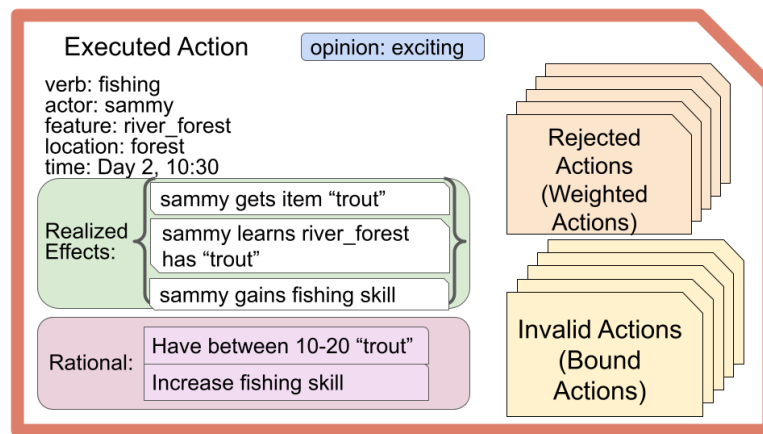 Executed Action
opinion: exciting
verb: fishing
actor: sammy
feature: river_forest
location: forest
time: Day 2, 10:30
Realized
Effects:
sammy gets item “trout”
sammy learns river_forest
has “trout”
sammy gains fishing skill
Rational:
Have between 10-20 “trout”
Increase fishing skill
Rejected
Actions
(Weighted
Actions)
Invalid Actions
(Bound
Actions)